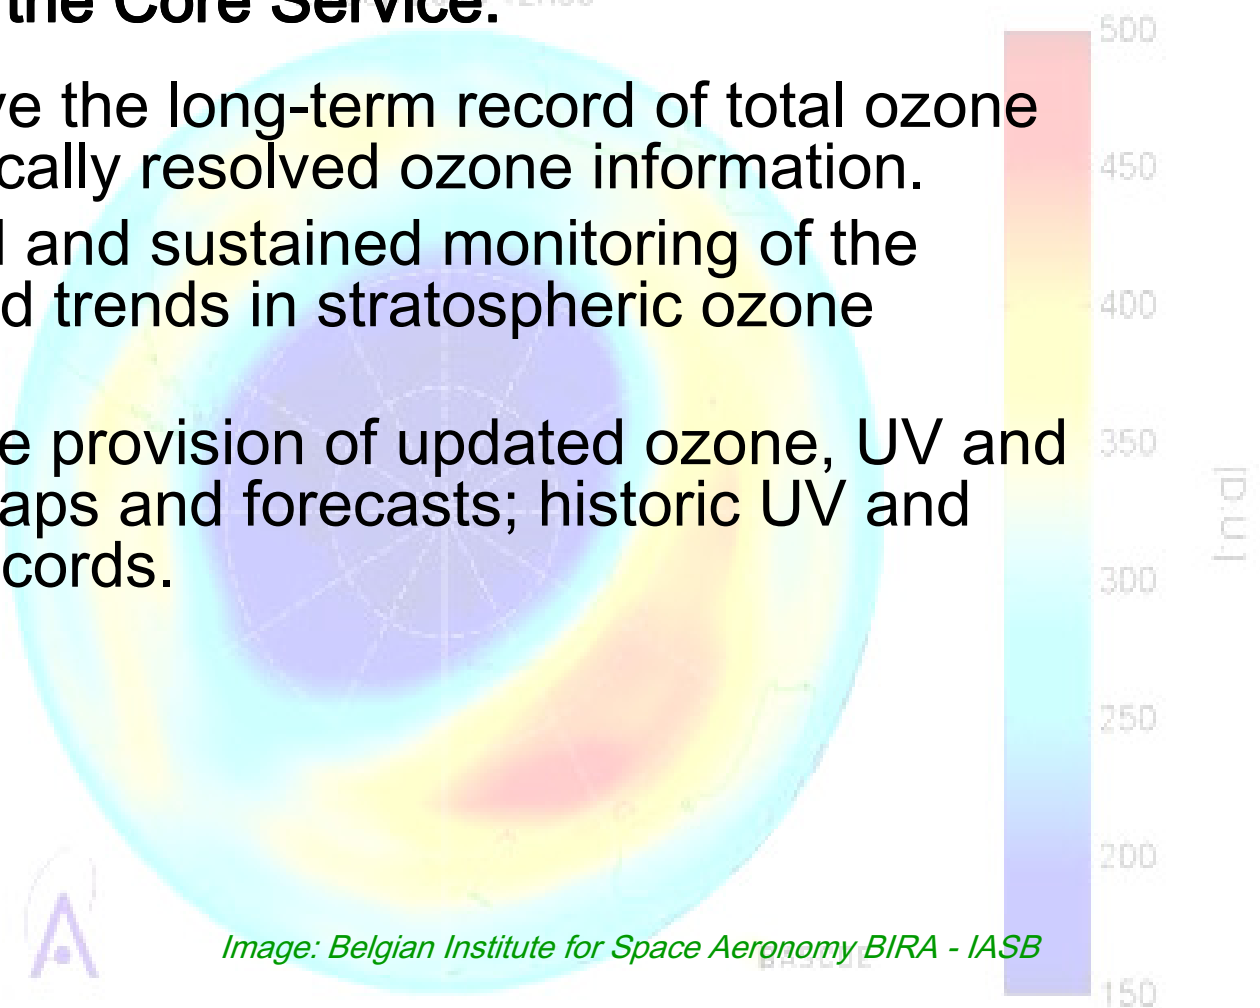 the Core Service:
500
ve the long-term record of total ozone
450
cally resolved ozone information.
l and sustained monitoring of the
400
d trends in stratospheric ozone
e provision of updated ozone, UV and
350
aps and forecasts; historic UV and
[D.U.]
cords.
300
250
200
Image: Belgian Institute for Space Aeronomy BIRA - IASB
BASCOE
150